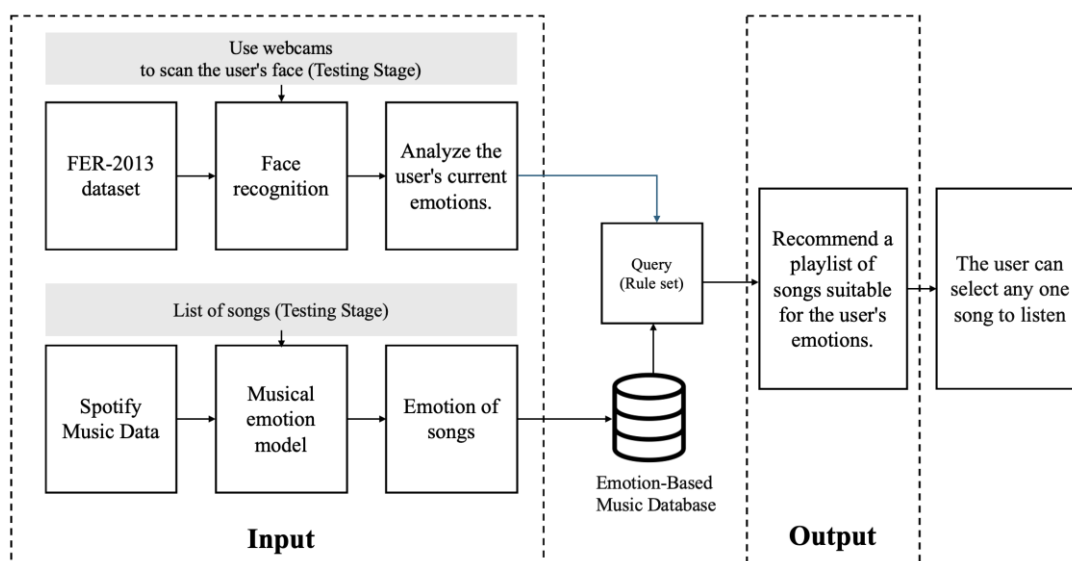 Use webcams
to scan the user's face (Testing Stage)
FER-2013
dataset
Face
recognition
Analyze the
user's current
emotions.
List of songs (Testing Stage)
Spotify
Music Data
Musical
emotion
model
Emotion of
songs
Input
Query
(Rule set)
Emotion-Based
Music Database
Recommend a
playlist of
songs suitable
for the user's
emotions.
Output
The user can
select any one
song to listen